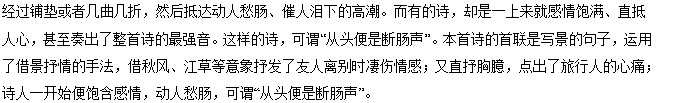 经过铺垫或者几曲几折，然后抵达动人愁肠、催人泪下的高潮。而有的诗，却是一上来就感情饱满、直抵
人心，甚至奏出了整首诗的最强音。这样的诗，可谓“从头便是断肠声”。本首诗的首联是写景的句子，运用
了借景抒情的手法，借秋风、江草等意象抒发了友人离别时凄伤情感；又直抒胸臆，点出了旅行人的心痛；
诗人一开始便饱含感情，动人愁肠，可谓“从头便是断肠声”。